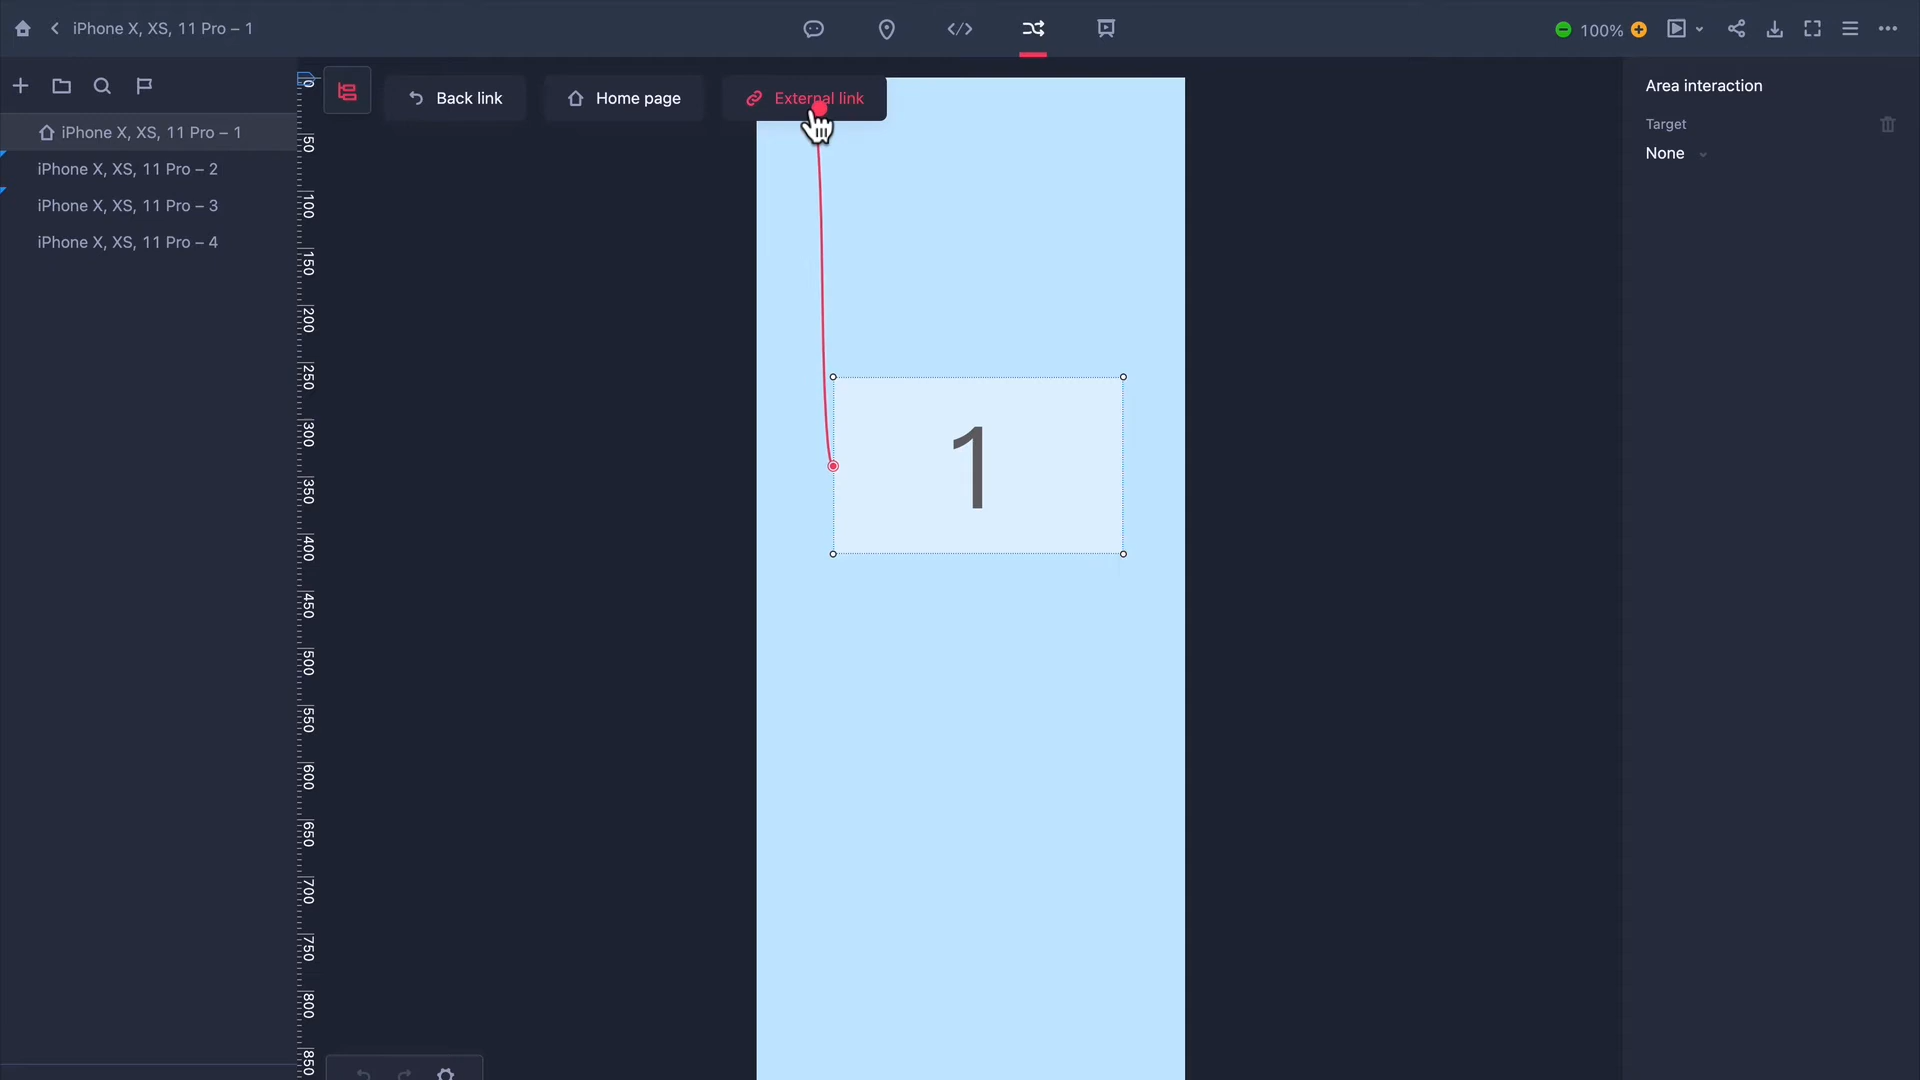 iPhone X, XS, 11 Pro – 1
100%
Back link
Home page
External link
Area interaction
Target
None
iPhone X, XS, 11 Pro – 1
iPhone X, XS, 11 Pro – 2
iPhone X, XS, 11 Pro – 3
iPhone X, XS, 11 Pro – 4
0
50
100
150
200
250
300
350
400
450
500
550
600
650
700
750
800
850
1